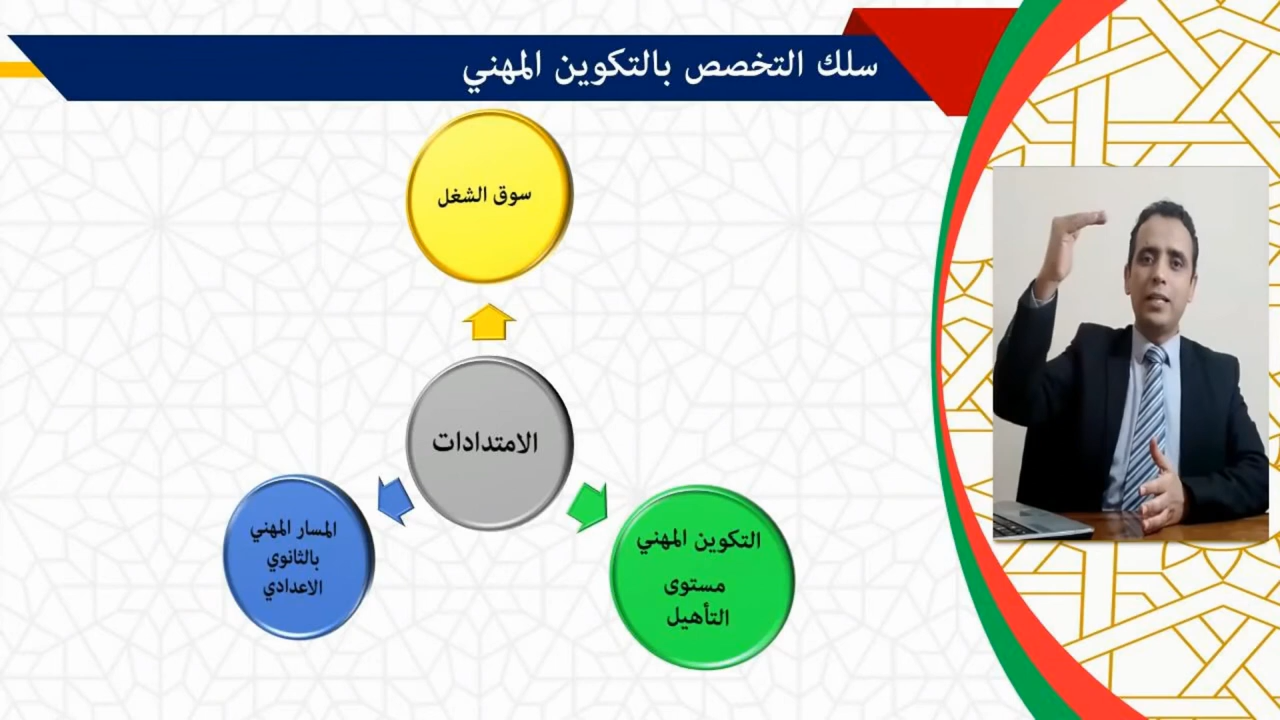 سلك التخصص بالتكوين المهني
سوق الشغل
الامتدادات
التكوين المهني
مستوى
التأهيل
المسار المهني
بالثانوي
الاعدادي